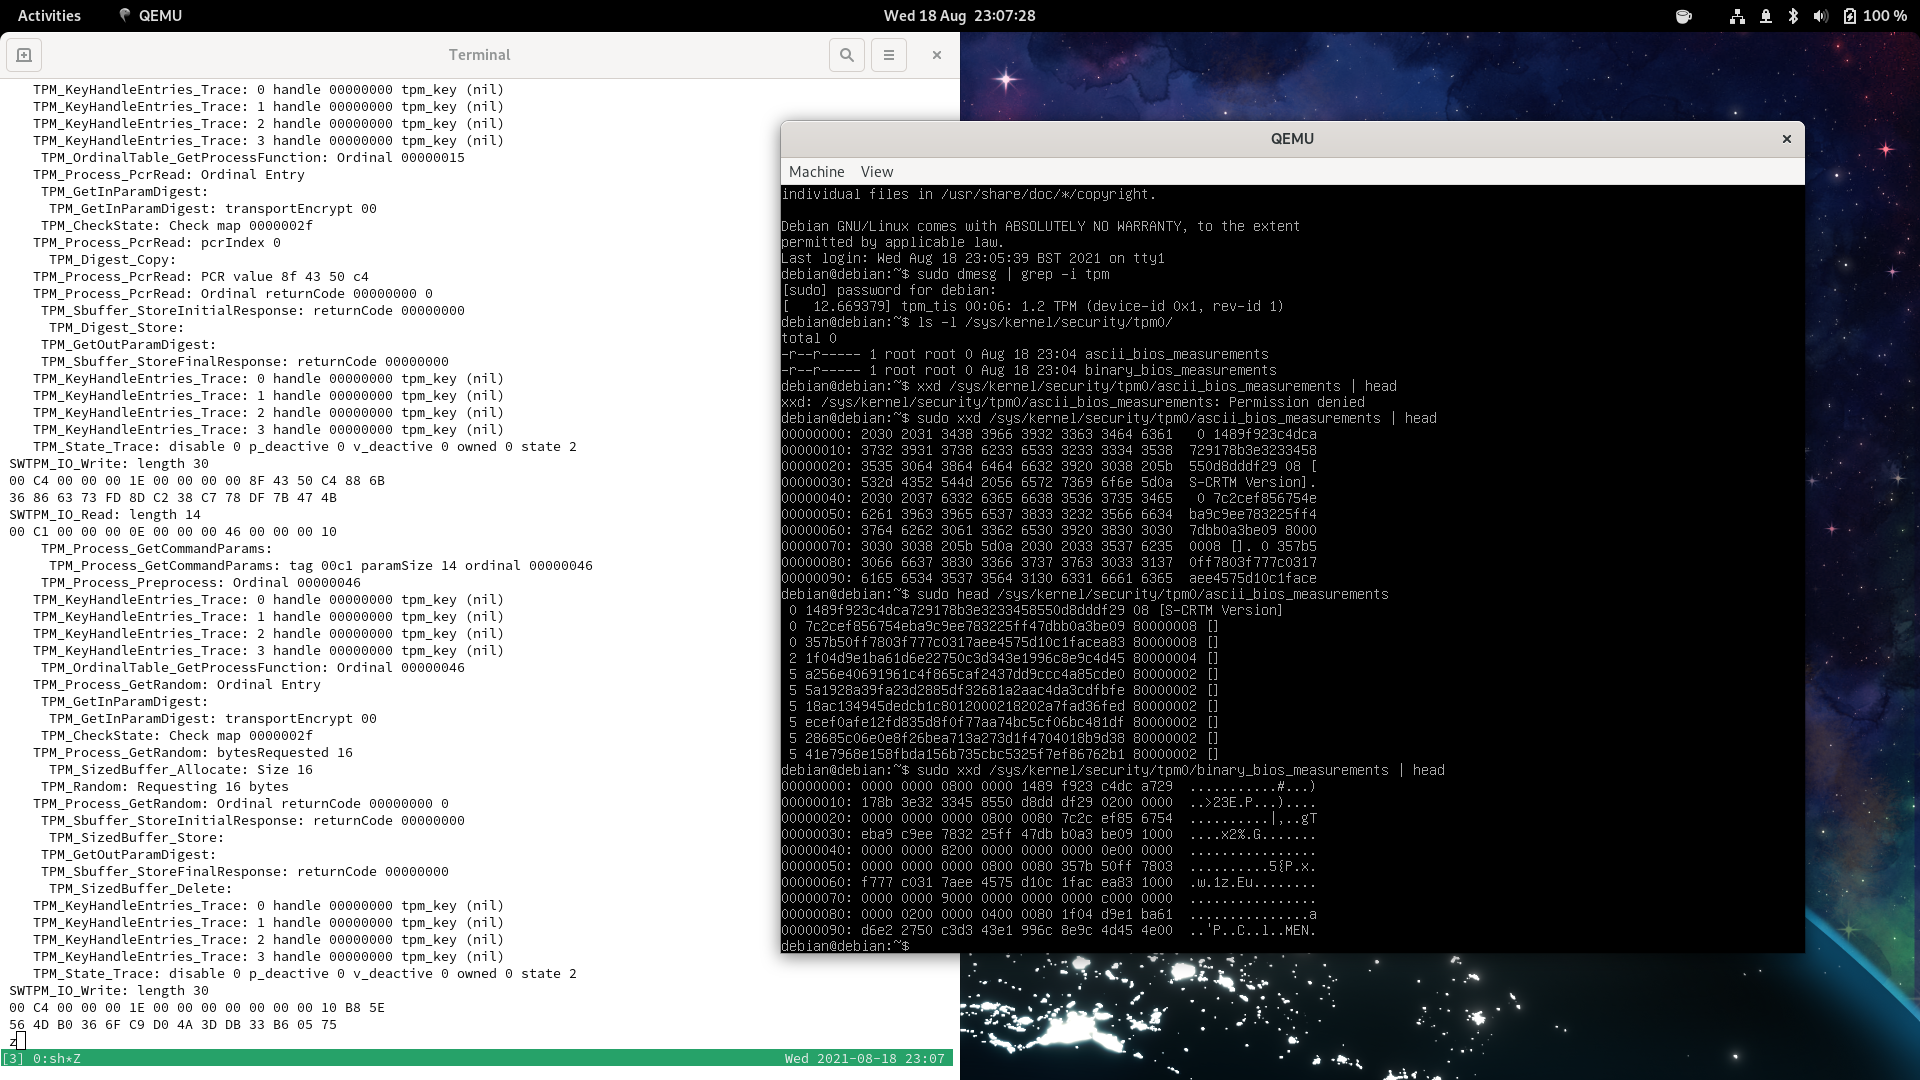 Activities QEMU Wed 18 Aug 23:07:28 100 %
Terminal
TPM_KeyHandleEntries_Trace: 0 handle 00000000 tpm_key (nil)
TPM_KeyHandleEntries_Trace: 1 handle 00000000 tpm_key (nil)
TPM_KeyHandleEntries_Trace: 2 handle 00000000 tpm_key (nil)
TPM_KeyHandleEntries_Trace: 3 handle 00000000 tpm_key (nil)
TPM_OrdinalTable_GetProcessFunction: Ordinal 00000015
TPM_Process_PcrRead: Ordinal Entry
TPM_GetInParamDigest:
TPM_GetInParamDigest: transportEncrypt 00
TPM_CheckState: Check map 0000002f
TPM_Process_PcrRead: pcrIndex 0
TPM_Digest_Copy:
TPM_Process_PcrRead: PCR value 8f 43 50 c4
TPM_Process_PcrRead: Ordinal returnCode 00000000 0
TPM_Sbuffer_StoreInitialResponse: returnCode 00000000
TPM_Digest_Store:
TPM_GetOutParamDigest:
TPM_Sbuffer_StoreFinalResponse: returnCode 00000000
TPM_KeyHandleEntries_Trace: 0 handle 00000000 tpm_key (nil)
TPM_KeyHandleEntries_Trace: 1 handle 00000000 tpm_key (nil)
TPM_KeyHandleEntries_Trace: 2 handle 00000000 tpm_key (nil)
TPM_KeyHandleEntries_Trace: 3 handle 00000000 tpm_key (nil)
TPM_State_Trace: disable 0 p_deactive 0 v_deactive 0 owned 0 state 2
SWTPM_IO_Write: length 30
00 C4 00 00 00 1E 00 00 00 00 8F 43 50 C4 88 6B
36 86 63 73 FD 8D C2 38 C7 78 DF 7B 47 4B
SWTPM_IO_Read: length 14
00 C1 00 00 00 0E 00 00 00 46 00 00 00 10
TPM_Process_GetCommandParams:
TPM_Process_GetCommandParams: tag 00c1 paramSize 14 ordinal 00000046
TPM_Process_Preprocess: Ordinal 00000046
TPM_KeyHandleEntries_Trace: 0 handle 00000000 tpm_key (nil)
TPM_KeyHandleEntries_Trace: 1 handle 00000000 tpm_key (nil)
TPM_KeyHandleEntries_Trace: 2 handle 00000000 tpm_key (nil)
TPM_KeyHandleEntries_Trace: 3 handle 00000000 tpm_key (nil)
TPM_OrdinalTable_GetProcessFunction: Ordinal 00000046
TPM_Process_GetRandom: Ordinal Entry
TPM_GetInParamDigest:
TPM_GetInParamDigest: transportEncrypt 00
TPM_CheckState: Check map 0000002f
TPM_Process_GetRandom: bytesRequested 16
TPM_SizedBuffer_Allocate: Size 16
TPM_Random: Requesting 16 bytes
TPM_Process_GetRandom: Ordinal returnCode 00000000 0
TPM_Sbuffer_StoreInitialResponse: returnCode 00000000
TPM_SizedBuffer_Store:
TPM_GetOutParamDigest:
TPM_Sbuffer_StoreFinalResponse: returnCode 00000000
TPM_SizedBuffer_Delete:
TPM_KeyHandleEntries_Trace: 0 handle 00000000 tpm_key (nil)
TPM_KeyHandleEntries_Trace: 1 handle 00000000 tpm_key (nil)
TPM_KeyHandleEntries_Trace: 2 handle 00000000 tpm_key (nil)
TPM_KeyHandleEntries_Trace: 3 handle 00000000 tpm_key (nil)
TPM_State_Trace: disable 0 p_deactive 0 v_deactive 0 owned 0 state 2
SWTPM_IO_Write: length 30
00 C4 00 00 00 1E 00 00 00 00 00 00 00 10 B8 5E
56 4D B0 36 6F C9 D0 4A 3D DB 33 B6 05 75
z
[3] 0:sh*Z Wed 2021-08-18 23:07
QEMU
Machine View
individual files in /usr/share/doc/*/copyright.
Debian GNU/Linux comes with ABSOLUTELY NO WARRANTY, to the extent
permitted by applicable law.
Last login: Wed Aug 18 23:05:39 BST 2021 on tty1
debian@debian:~$ sudo dmesg | grep -i tpm
[sudo] password for debian:
[   12.669379] tpm_tis 00:06: 1.2 TPM (device-id 0x1, rev-id 1)
debian@debian:~$ ls -l /sys/kernel/security/tpm0/
total 0
-r--r----- 1 root root 0 Aug 18 23:04 ascii_bios_measurements
-r--r----- 1 root root 0 Aug 18 23:04 binary_bios_measurements
debian@debian:~$ xxd /sys/kernel/security/tpm0/ascii_bios_measurements | head
xxd: /sys/kernel/security/tpm0/ascii_bios_measurements: Permission denied
debian@debian:~$ sudo xxd /sys/kernel/security/tpm0/ascii_bios_measurements | head
00000000: 2030 2031 3438 3966 3932 3363 3464 6361   0 1489f923c4dca
00000010: 3732 3931 3738 6233 6533 3233 3334 3538  729178b3e3233458
00000020: 3535 3064 3864 6464 6632 3920 3038 205b  550d8dddf29 08 [
00000030: 532d 4352 544d 2056 6572 7369 6f6e 5d0a  S-CRTM Version].
00000040: 2030 2037 6332 6365 6638 3536 3735 3465   0 7c2cef856754e
00000050: 6261 3963 3965 6537 3833 3232 3566 6634  ba9c9ee783225ff4
00000060: 3764 6262 3061 3362 6530 3920 3830 3030  7dbb0a3be09 8000
00000070: 3030 3038 205b 5d0a 2030 2033 3537 6235  0008 []. 0 357b5
00000080: 3066 6637 3830 3366 3737 3763 3033 3137  0ff7803f777c0317
00000090: 6165 6534 3537 3564 3130 6331 6661 6365  aee4575d10c1face
debian@debian:~$ sudo head /sys/kernel/security/tpm0/ascii_bios_measurements
0 1489f923c4dca729178b3e3233458550d8dddf29 08 [S-CRTM Version]
0 7c2cef856754eba9c9ee783225ff47dbb0a3be09 80000008 []
0 357b50ff7803f777c0317aee4575d10c1facea83 80000008 []
2 1f04d9e1ba61d6e22750c3d343e1996c8e9c4d45 80000004 []
5 a256e40691961c4f865caf2437dd9ccc4a85cde0 80000002 []
5 5a1928a39fa23d2885df32681a2aac4da3cdfbfe 80000002 []
5 18ac134945dedcb1c8012000218202a7fad36fed 80000002 []
5 ecef0afe12fd835d8f0f77aa74bc5cf06bc481df 80000002 []
5 28685c06e0e8f26bea713a273d1f4704018b9d38 80000002 []
5 41e7968e158fbda156b735cbc5325f7ef86762b1 80000002 []
debian@debian:~$ sudo xxd /sys/kernel/security/tpm0/binary_bios_measurements | head
00000000: 0000 0000 0800 0000 1489 f923 c4dc a729  ...........#...)
00000010: 178b 3e32 3345 8550 d8dd df29 0200 0000  ..>23E.P...)....
00000020: 0000 0000 0800 0080 7c2c ef85 6754  ..........|,..gT
00000030: eba9 c9ee 7832 25ff 47db b0a3 be09 1000  ....x2%.G.......
00000040: 0000 0000 8200 0000 0000 0000 0e00 0000  ................
00000050: 0000 0000 0000 0800 0080 357b 50ff 7803  ..........5{P.x.
00000060: f777 c031 7aee 4575 d10c 1fac ea83 1000  .w.1z.Eu........
00000070: 0000 0000 9000 0000 0000 0000 c000 0000  ................
00000080: 0000 0200 0000 0400 0080 1f04 d9e1 ba61  ...............a
00000090: d6e2 2750 c3d3 43e1 996c 8e9c 4d45 4e00  ..'P..C..l..MEN.
debian@debian:~$